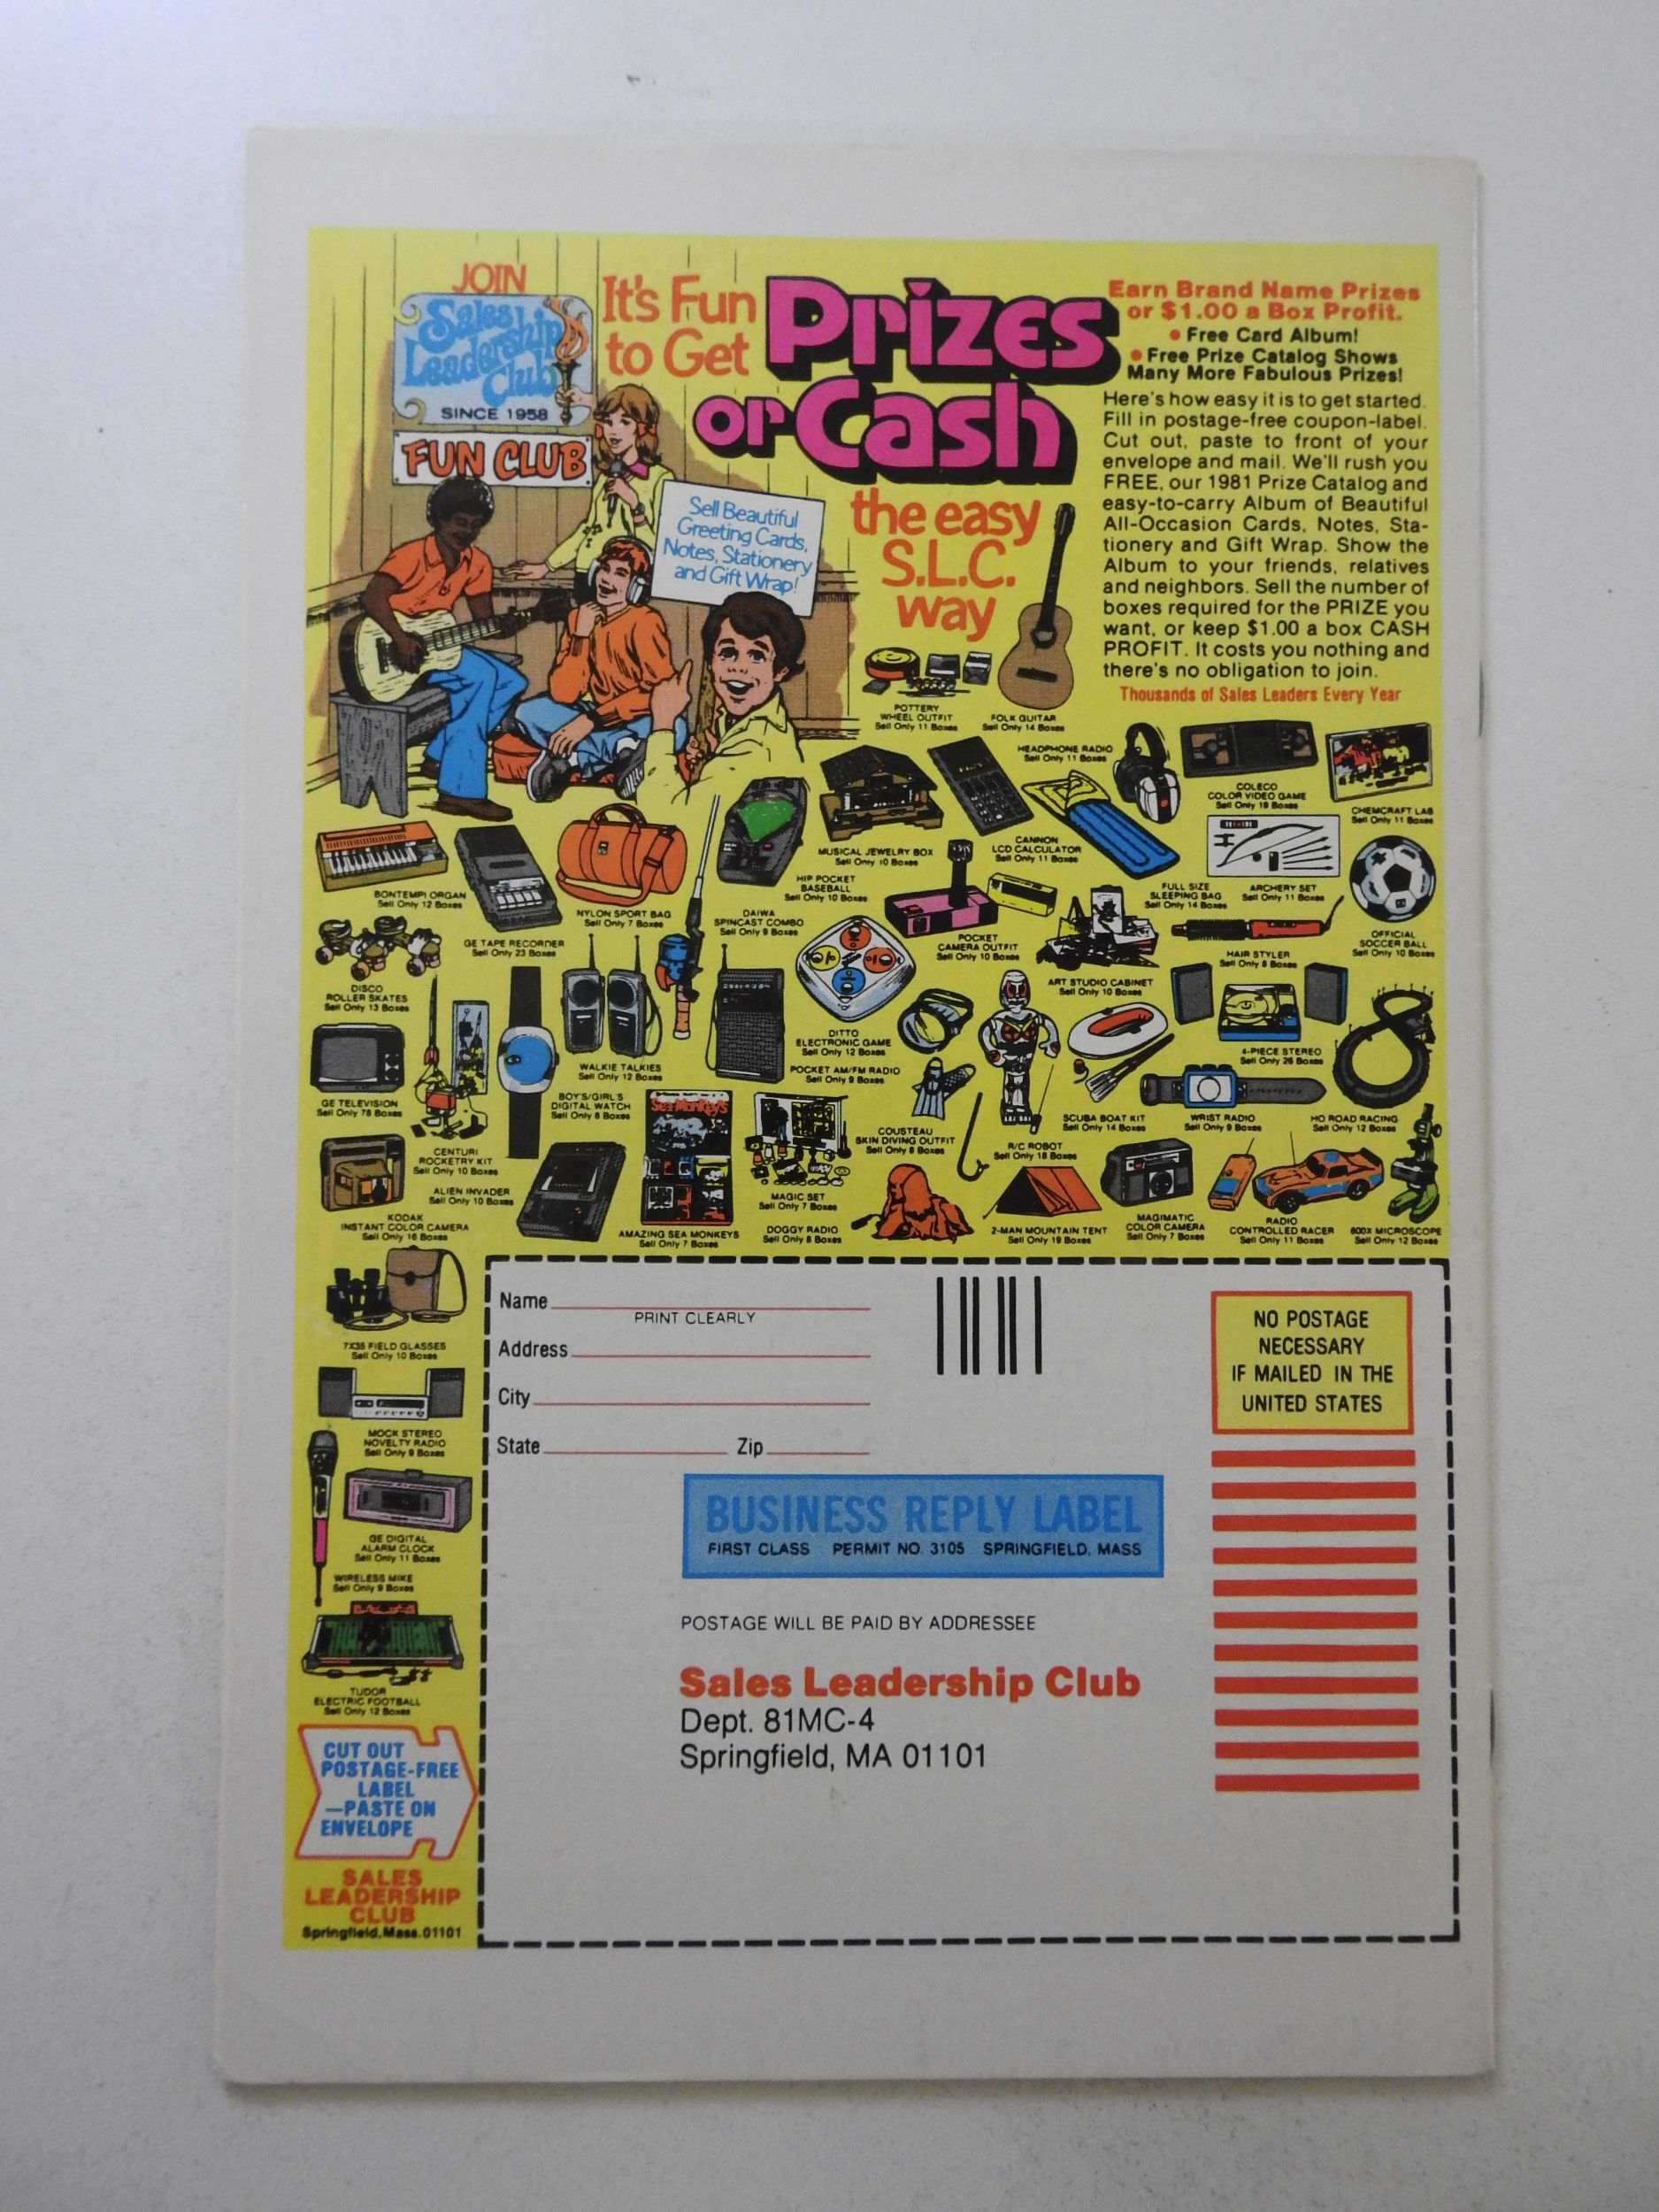 JOIN
Sales
Leadership
Club
SINCE 1958
FUN CLUB
It's Fun
to Get
Prizes
or Cash
the easy
S.L.C.
way
Sell Beautiful
Greeting Cards,
Notes, Stationery
and Gift Wrap!
Earn Brand Name Prizes
or $1.00 a Box Profit.
• Free Card Album!
• Free Prize Catalog Shows
Many More Fabulous Prizes!
Here's how easy it is to get started.
Fill in postage-free coupon-label.
Cut out, paste to front of your
envelope and mail. We'll rush you
FREE, our 1981 Prize Catalog and
easy-to-carry Album of Beautiful
All-Occasion Cards, Notes, Sta-
tionery and Gift Wrap. Show the
Album to your friends, relatives
and neighbors. Sell the number of
boxes required for the PRIZE you
want, or keep $1.00 a box CASH
PROFIT. It costs you nothing and
there's no obligation to join.
Thousands of Sales Leaders Every Year
POTTERY
WHEEL OUTFIT
Sell Only 11 Boxes
FOLK GUITAR
Sell Only 14 Boxes
HEADPHONE RADIO
Sell Only 11 Boxes
COLECO
COLOR VIDEO GAME
Sell Only 19 Boxes
CHEMCRAFT LAB
Sell Only 11 Boxes
MUSICAL JEWELRY BOX
Sell Only 10 Boxes
CANNON
LCD CALCULATOR
Sell Only 11 Boxes
HIP POCKET
BASEBALL
Sell Only 10 Boxes
FULL SIZE
SLEEPING BAG
Sell Only 14 Boxes
ARCHERY SET
Sell Only 11 Boxes
BONTEMPI ORGAN
Sell Only 12 Boxes
NYLON SPORT BAG
Sell Only 7 Boxes
DAIWA
SPINCAST COMBO
Sell Only 9 Boxes
GE TAPE RECORDER
Sell Only 23 Boxes
POCKET
CAMERA OUTFIT
Sell Only 10 Boxes
OFFICIAL
SOCCER BALL
Sell Only 10 Boxes
HAIR STYLER
Sell Only 8 Boxes
ART STUDIO CABINET
Sell Only 10 Boxes
DISCO
ROLLER SKATES
Sell Only 13 Boxes
DITTO
ELECTRONIC GAME
Sell Only 12 Boxes
4-PIECE STEREO
Sell Only 26 Boxes
WALKIE TALKIES
Sell Only 12 Boxes
POCKET AM/FM RADIO
Sell Only 9 Boxes
GE TELEVISION
Sell Only 78 Boxes
BOY'S/GIRL'S
DIGITAL WATCH
Sell Only 8 Boxes
Sea Monkeys
COUSTEAU
SKIN DIVING OUTFIT
Sell Only 8 Boxes
SCUBA BOAT KIT
Sell Only 14 Boxes
WRIST RADIO
Sell Only 9 Boxes
HO ROAD RACING
Sell Only 12 Boxes
R/C ROBOT
Sell Only 18 Boxes
CENTURI
ROCKETRY KIT
Sell Only 10 Boxes
ALIEN INVADER
Sell Only 10 Boxes
KODAK
INSTANT COLOR CAMERA
Sell Only 16 Boxes
AMAZING SEA MONKEYS
Sell Only 7 Boxes
MAGIC SET
Sell Only 7 Boxes
DOGGY RADIO
Sell Only 8 Boxes
2-MAN MOUNTAIN TENT
Sell Only 19 Boxes
MAGIMATIC
COLOR CAMERA
Sell Only 7 Boxes
RADIO
CONTROLLED RACER
Sell Only 11 Boxes
600X MICROSCOPE
Sell Only 12 Boxes
7X35 FIELD GLASSES
Sell Only 10 Boxes
MOCK STEREO
NOVELTY RADIO
Sell Only 9 Boxes
GE DIGITAL
ALARM CLOCK
Sell Only 11 Boxes
WIRELESS MIKE
Sell Only 9 Boxes
TUDOR
ELECTRIC FOOTBALL
Sell Only 12 Boxes
CUT OUT
POSTAGE-FREE
LABEL
—PASTE ON
ENVELOPE
SALES
LEADERSHIP
CLUB
Springfield, Mass. 01101
Name
PRINT CLEARLY
Address
City
State Zip
NO POSTAGE
NECESSARY
IF MAILED IN THE
UNITED STATES
BUSINESS REPLY LABEL
FIRST CLASS PERMIT NO. 3105 SPRINGFIELD, MASS
POSTAGE WILL BE PAID BY ADDRESSEE
Sales Leadership Club
Dept. 81MC-4
Springfield, MA 01101